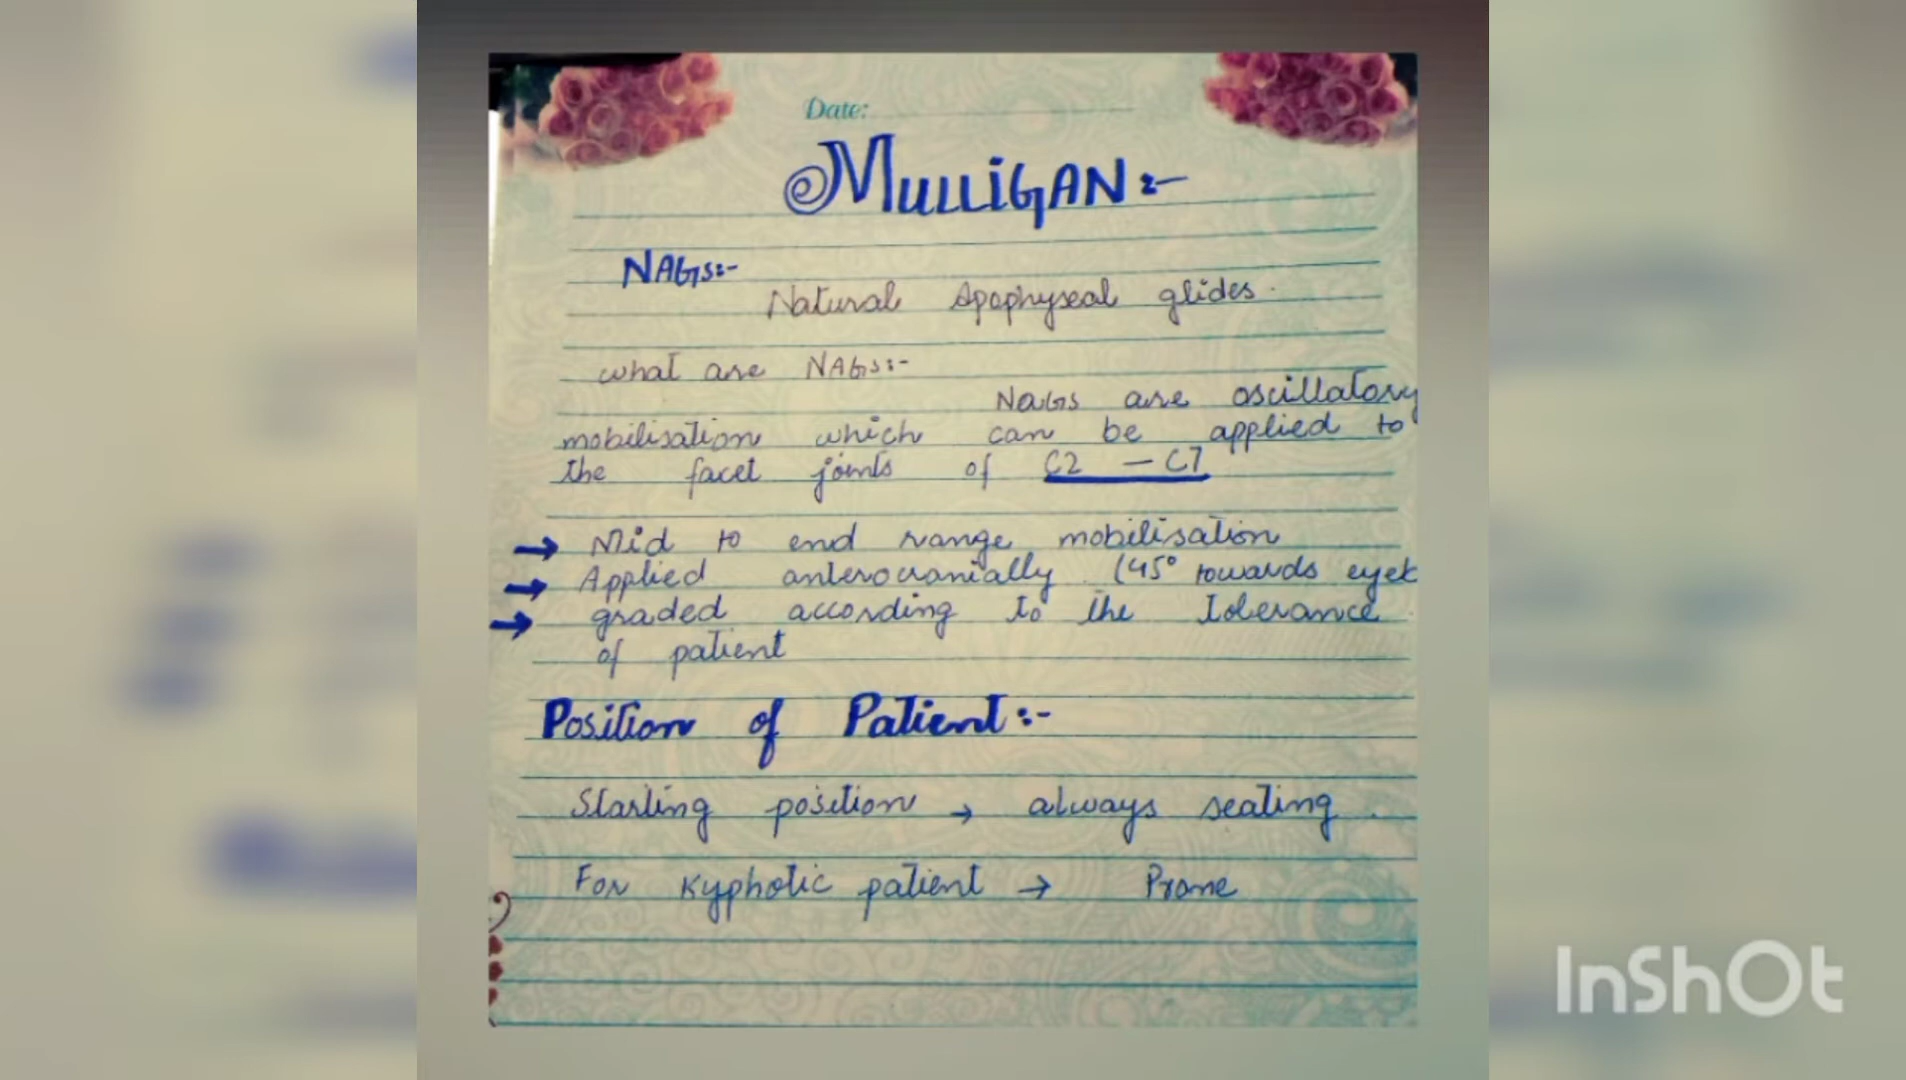 Date:
MULLIGAN:-
NAGs:-
Natural Apophyseal glides.
what are NAGs:-
NAGs are oscillatory
mobilisation which can be applied to
the facet joints of C2 - C7
→ Mid to end range mobilisation
→ Applied anterocranially (45° towards
→ graded according to the tolerance
of patient
Position of Patient:-
Starting position → always seating.
For Kyphotic patient → Prone
InShOt